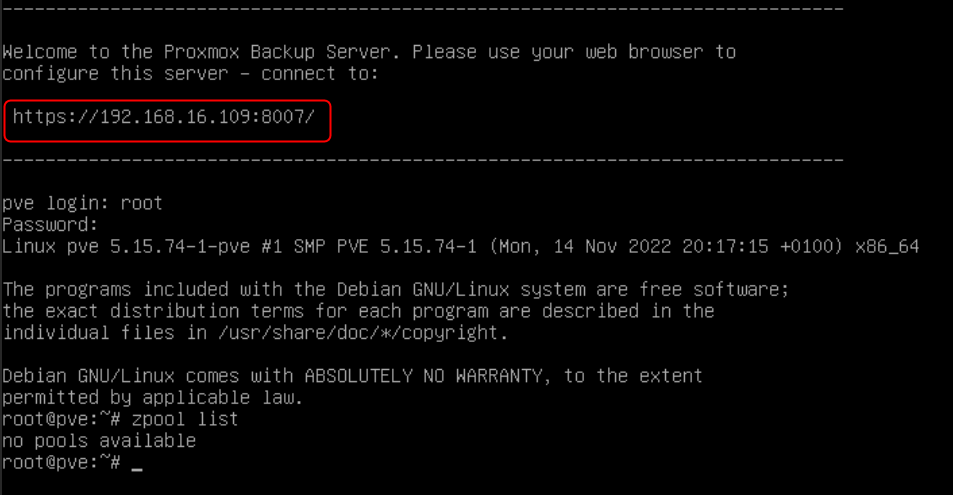 ------------------------------------------------------------------------------
Welcome to the Proxmox Backup Server. Please use your web browser to
configure this server - connect to:
https://192.168.16.109:8007/
------------------------------------------------------------------------------
pve login: root
Password:
Linux pve 5.15.74-1-pve #1 SMP PVE 5.15.74-1 (Mon, 14 Nov 2022 20:17:15 +0100) x86_64
The programs included with the Debian GNU/Linux system are free software;
the exact distribution terms for each program are described in the
individual files in /usr/share/doc/*/copyright.
Debian GNU/Linux comes with ABSOLUTELY NO WARRANTY, to the extent
permitted by applicable law.
root@pve:~# zpool list
no pools available
root@pve:~# _